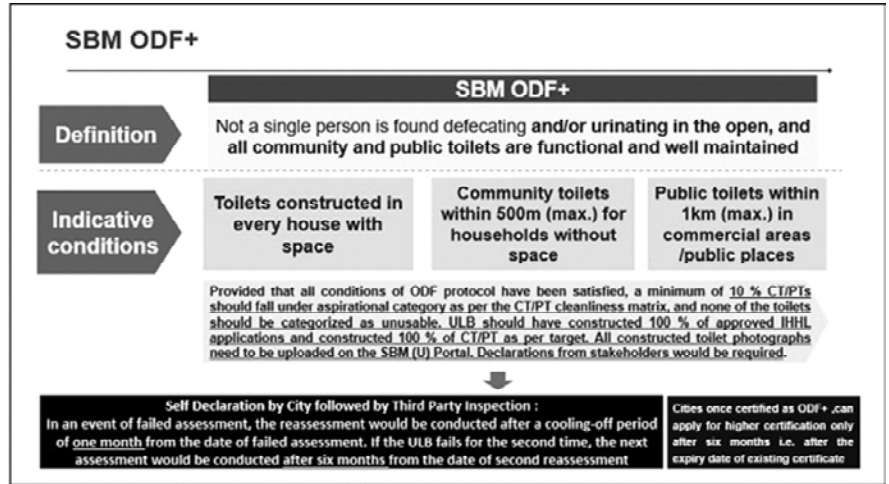 SBM ODF+
SBM ODF+
Definition
Not a single person is found defecating and/or urinating in the open, and
all community and public toilets are functional and well maintained
Indicative
conditions
Toilets constructed in
every house with
space
Community toilets
within 500m (max.) for
households without
space
Public toilets within
1km (max.) in
commercial areas
/public places
Provided that all conditions of ODF protocol have been satisfied, a minimum of 10 % CT/PTs
should fall under aspirational category as per the CT/PT cleanliness matrix, and none of the toilets
should be categorized as unusable. ULB should have constructed 100 % of approved IHHL
applications and constructed 100 % of CT/PT as per target. All constructed toilet photographs
need to be uploaded on the SBM (U) Portal. Declarations from stakeholders would be required.
Self Declaration by City followed by Third Party Inspection :
In an event of failed assessment, the reassessment would be conducted after a cooling-off period
of one month from the date of failed assessment. If the ULB fails for the second time, the next
assessment would be conducted after six months from the date of second reassessment
Cities once certified as ODF+ ,can
apply for higher certification only
after six months i.e. after the
expiry date of existing certificate